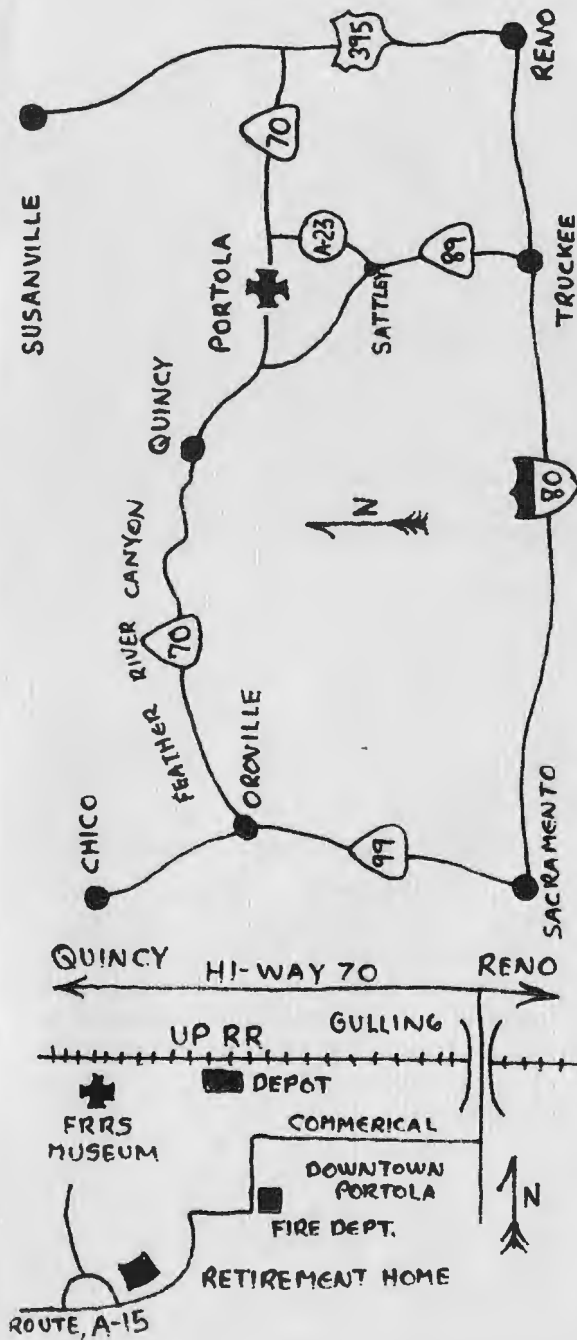 SUSANVILLE
395
RENO
70
A-23
89
TRUCKEE
PORTOLA
SATTLEY
QUINCY
FEATHER RIVER CANYON
70
N
80
CHICO
OROVILLE
99
SACRAMENTO
QUINCY
HI-WAY 70
RENO
UP RR
GULLING
DEPOT
FRRS
MUSEUM
COMMERICAL
DOWNTOWN
PORTOLA
FIRE DEPT.
N
RETIREMENT HOME
ROUTE, A-15